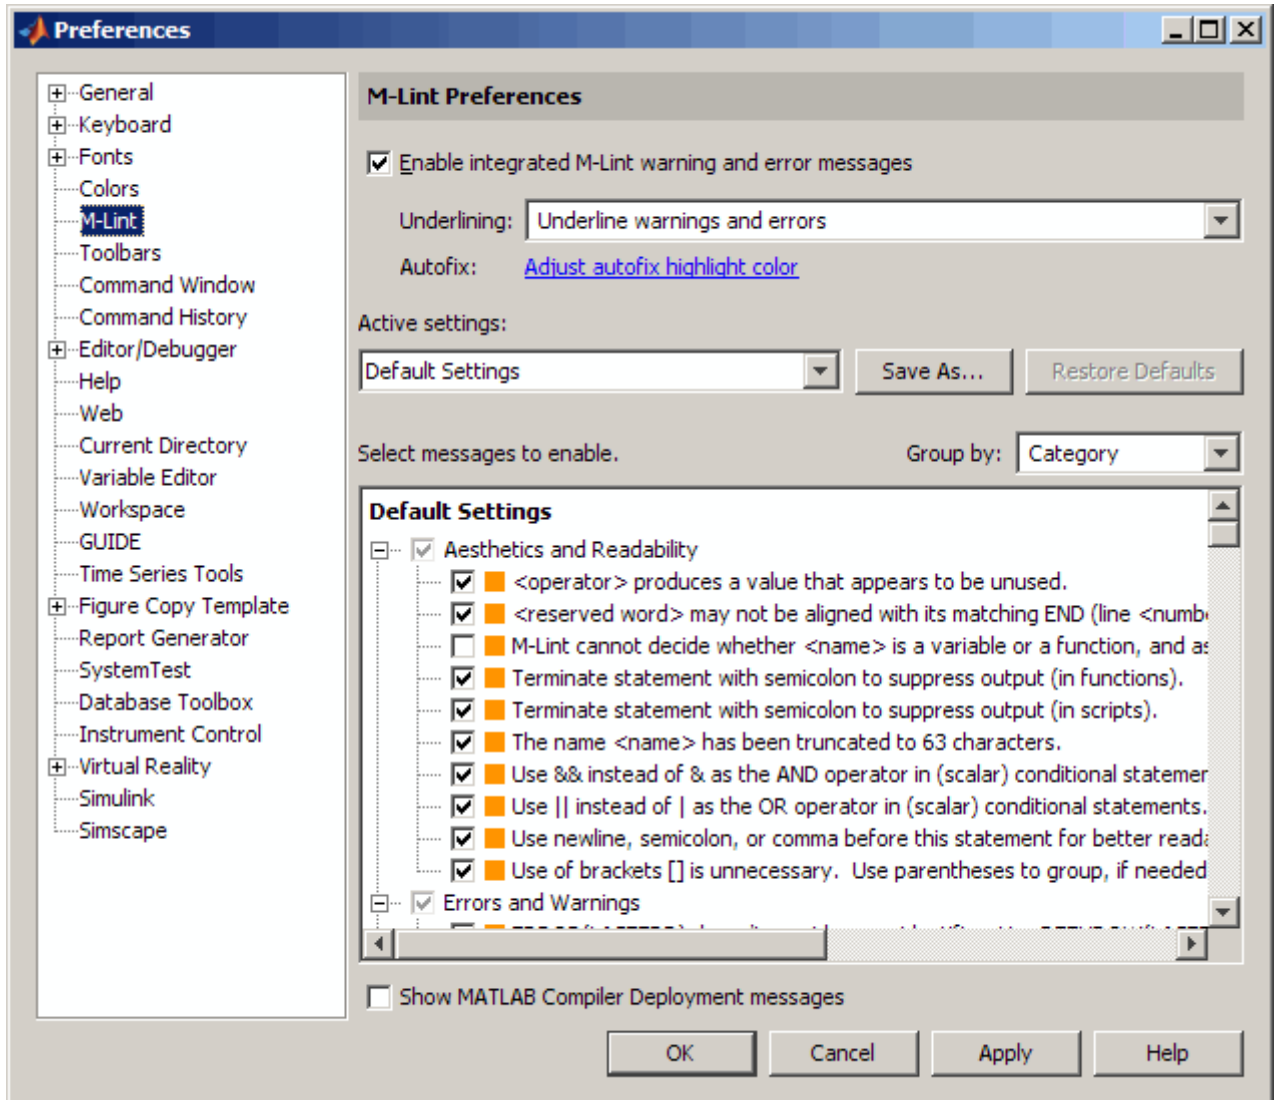 Preferences
General
Keyboard
Fonts
Colors
M-Lint
Toolbars
Command Window
Command History
Editor/Debugger
Help
Web
Current Directory
Variable Editor
Workspace
GUIDE
Time Series Tools
Figure Copy Template
Report Generator
SystemTest
Database Toolbox
Instrument Control
Virtual Reality
Simulink
Simscape
M-Lint Preferences
Enable integrated M-Lint warning and error messages
Underlining: Underline warnings and errors
Autofix: Adjust autofix highlight color
Active settings:
Default Settings Save As... Restore Defaults
Select messages to enable. Group by: Category
Default Settings
Aesthetics and Readability
<operator> produces a value that appears to be unused.
<reserved word> may not be aligned with its matching END (line <numb
M-Lint cannot decide whether <name> is a variable or a function, and as
Terminate statement with semicolon to suppress output (in functions).
Terminate statement with semicolon to suppress output (in scripts).
The name <name> has been truncated to 63 characters.
Use && instead of & as the AND operator in (scalar) conditional statemen
Use || instead of | as the OR operator in (scalar) conditional statements.
Use newline, semicolon, or comma before this statement for better reada
Use of brackets [] is unnecessary. Use parentheses to group, if needed
Errors and Warnings
Show MATLAB Compiler Deployment messages
OK Cancel Apply Help